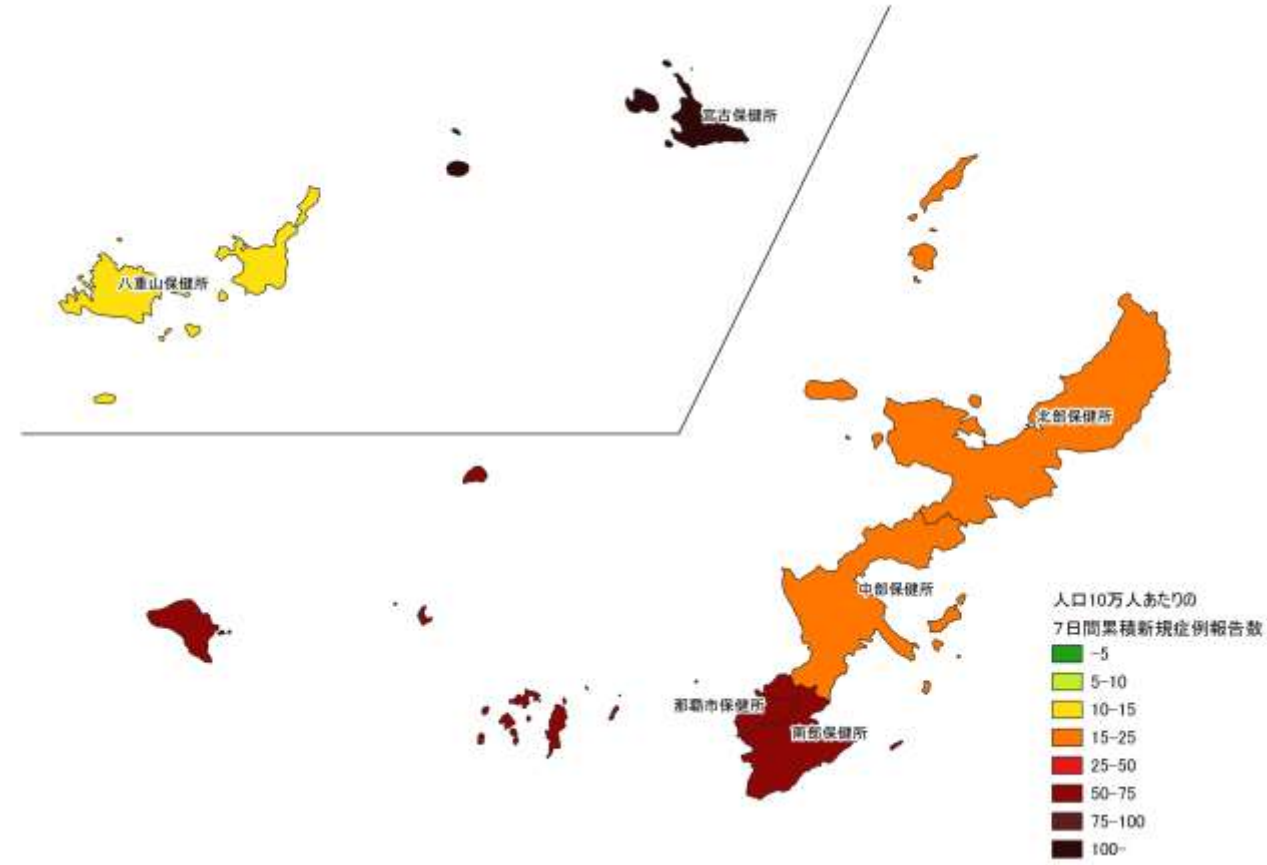 宮古保健所
八重山保健所
北部保健所
中部保健所
那覇市保健所
南部保健所
人口10万人あたりの
7日間累積新規症例報告数
-5
5-10
10-15
15-25
25-50
50-75
75-100
100-